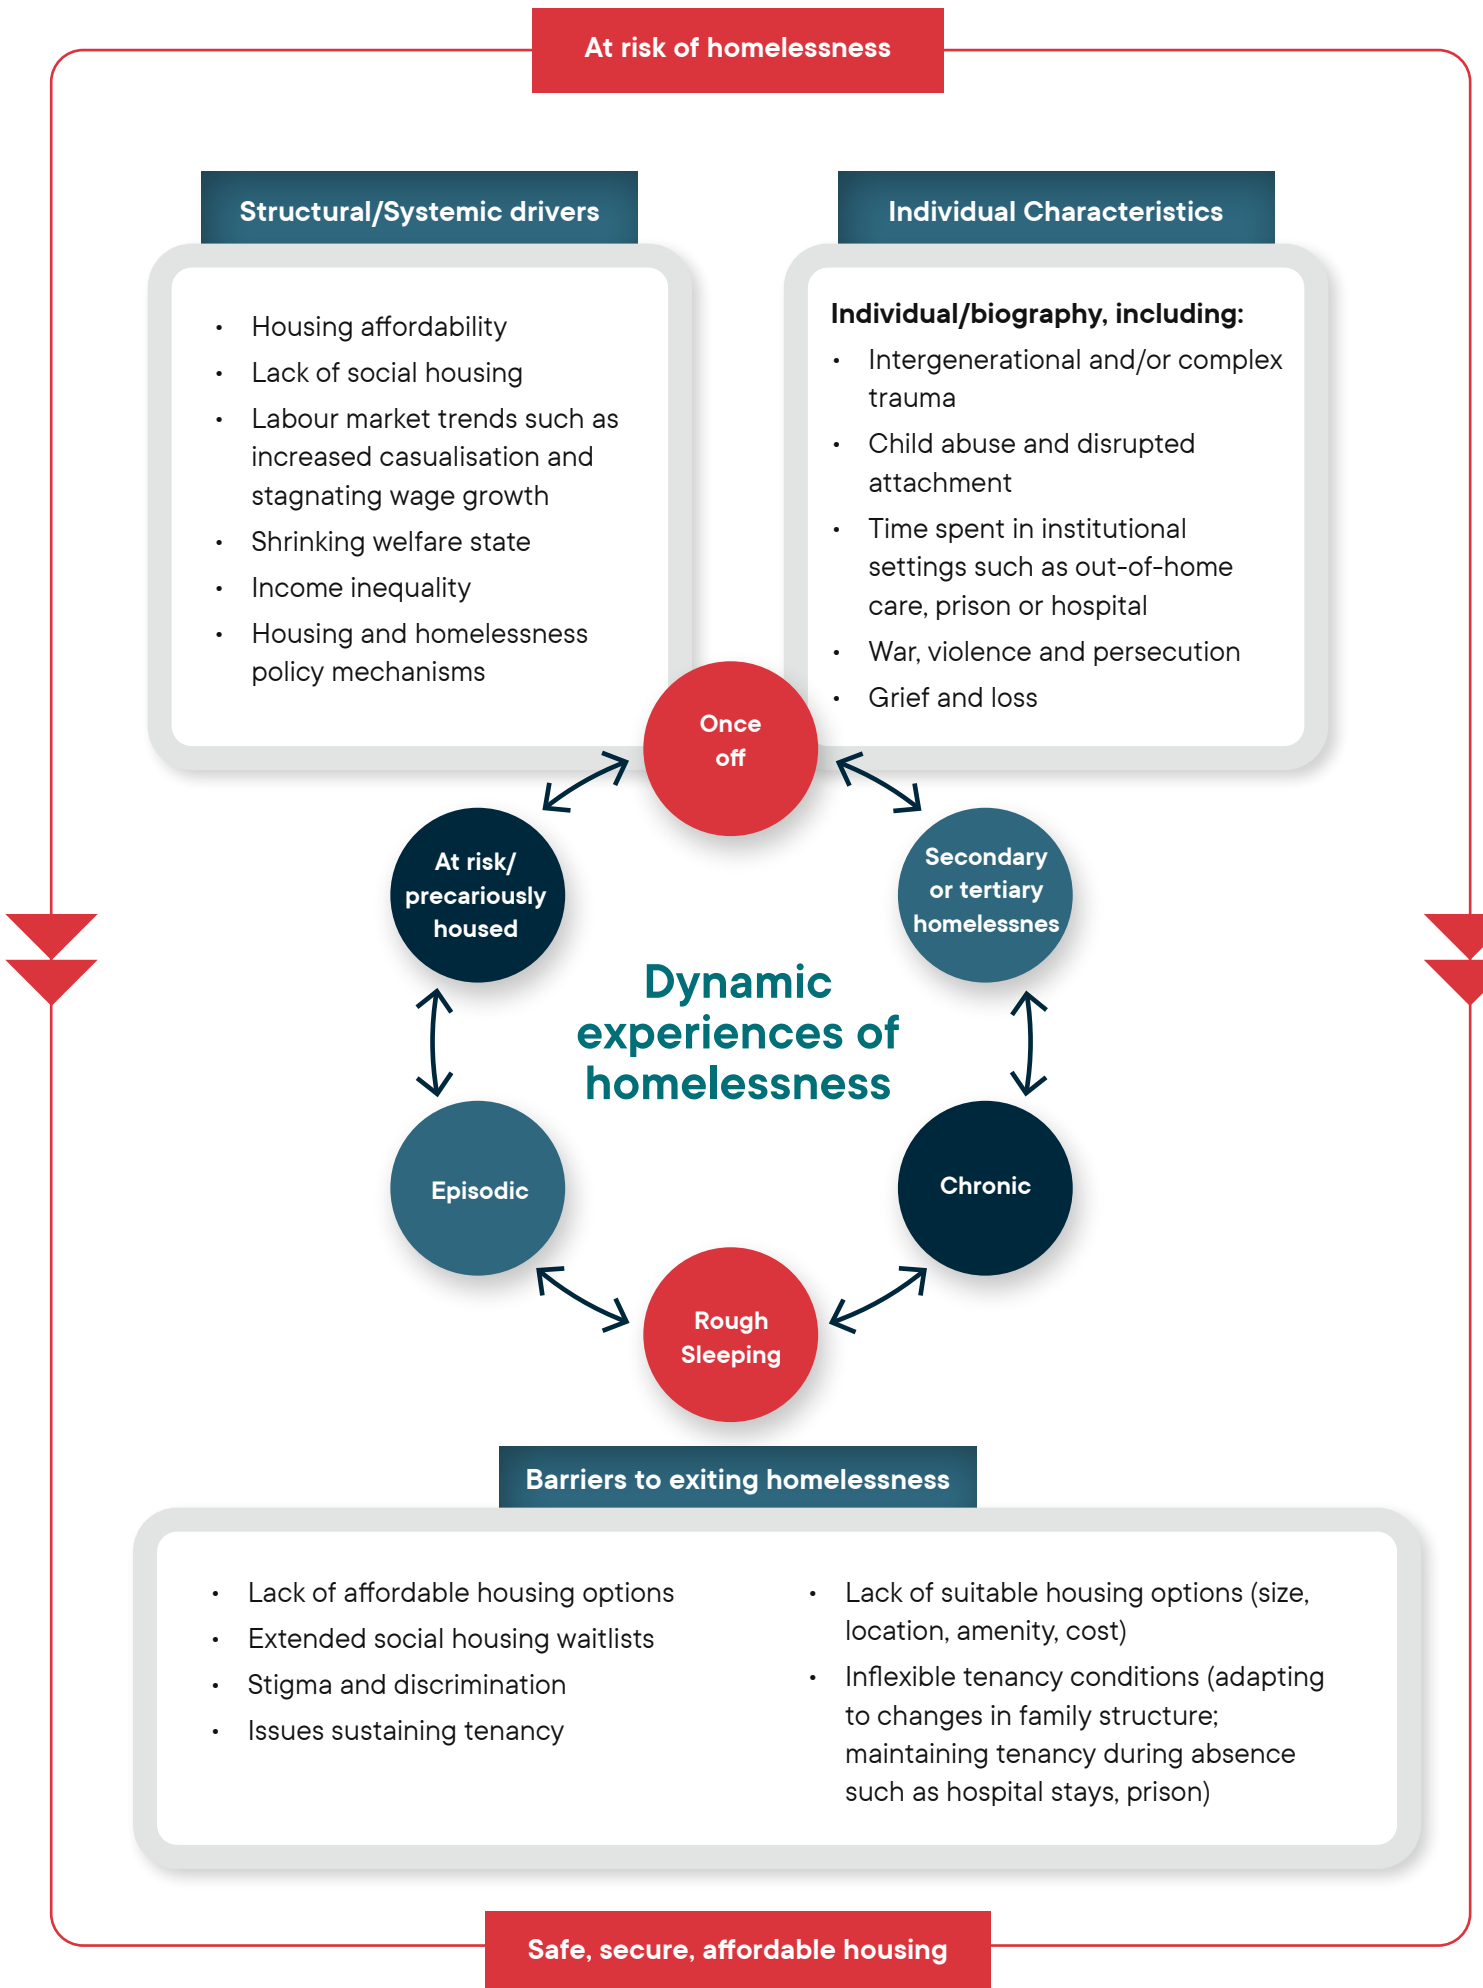 At risk of homelessness
Structural/Systemic drivers
• Housing affordability
• Lack of social housing
• Labour market trends such as
increased casualisation and
stagnating wage growth
• Shrinking welfare state
• Income inequality
• Housing and homelessness
policy mechanisms
Individual Characteristics
Individual/biography, including:
• Intergenerational and/or complex
trauma
• Child abuse and disrupted
attachment
• Time spent in institutional
settings such as out-of-home
care, prison or hospital
• War, violence and persecution
• Grief and loss
Once
off
At risk/
precariously
housed
Secondary
or tertiary
homelessnes
Dynamic
experiences of
homelessness
Episodic
Chronic
Rough
Sleeping
Barriers to exiting homelessness
• Lack of affordable housing options
• Extended social housing waitlists
• Stigma and discrimination
• Issues sustaining tenancy
• Lack of suitable housing options (size,
location, amenity, cost)
• Inflexible tenancy conditions (adapting
to changes in family structure;
maintaining tenancy during absence
such as hospital stays, prison)
Safe, secure, affordable housing